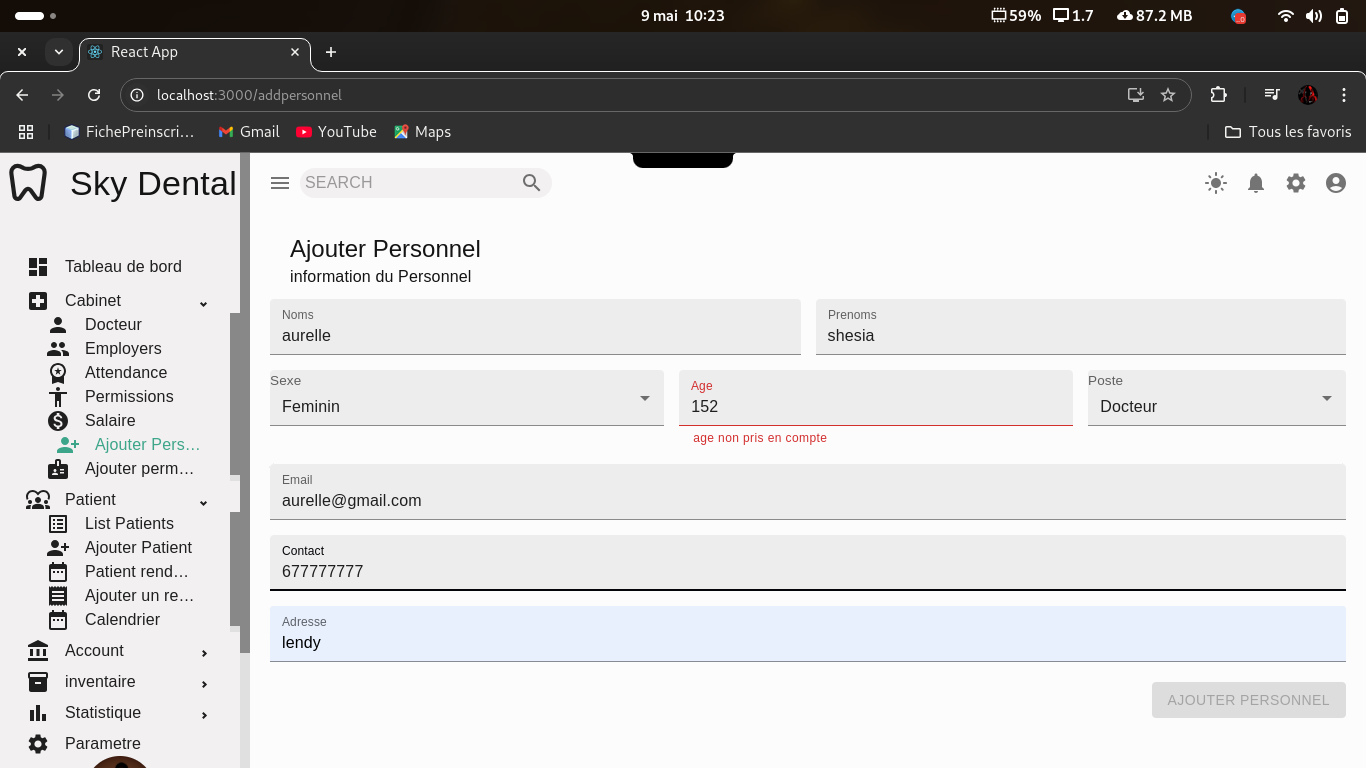 9 mai 10:23
59% 1.7 87.2 MB
React App
localhost:3000/addpersonnel
FichePreinscri... Gmail YouTube Maps Tous les favoris
Sky Dental
SEARCH
Tableau de bord
Cabinet
Docteur
Employers
Attendance
Permissions
Salaire
Ajouter Pers...
Ajouter perm...
Patient
List Patients
Ajouter Patient
Patient rend...
Ajouter un re...
Calendrier
Account
inventaire
Statistique
Parametre
Ajouter Personnel
information du Personnel
Noms
aurelle
Prenoms
shesia
Sexe
Feminin
Age
152
age non pris en compte
Poste
Docteur
Email
aurelle@gmail.com
Contact
677777777
Adresse
lendy
AJOUTER PERSONNEL